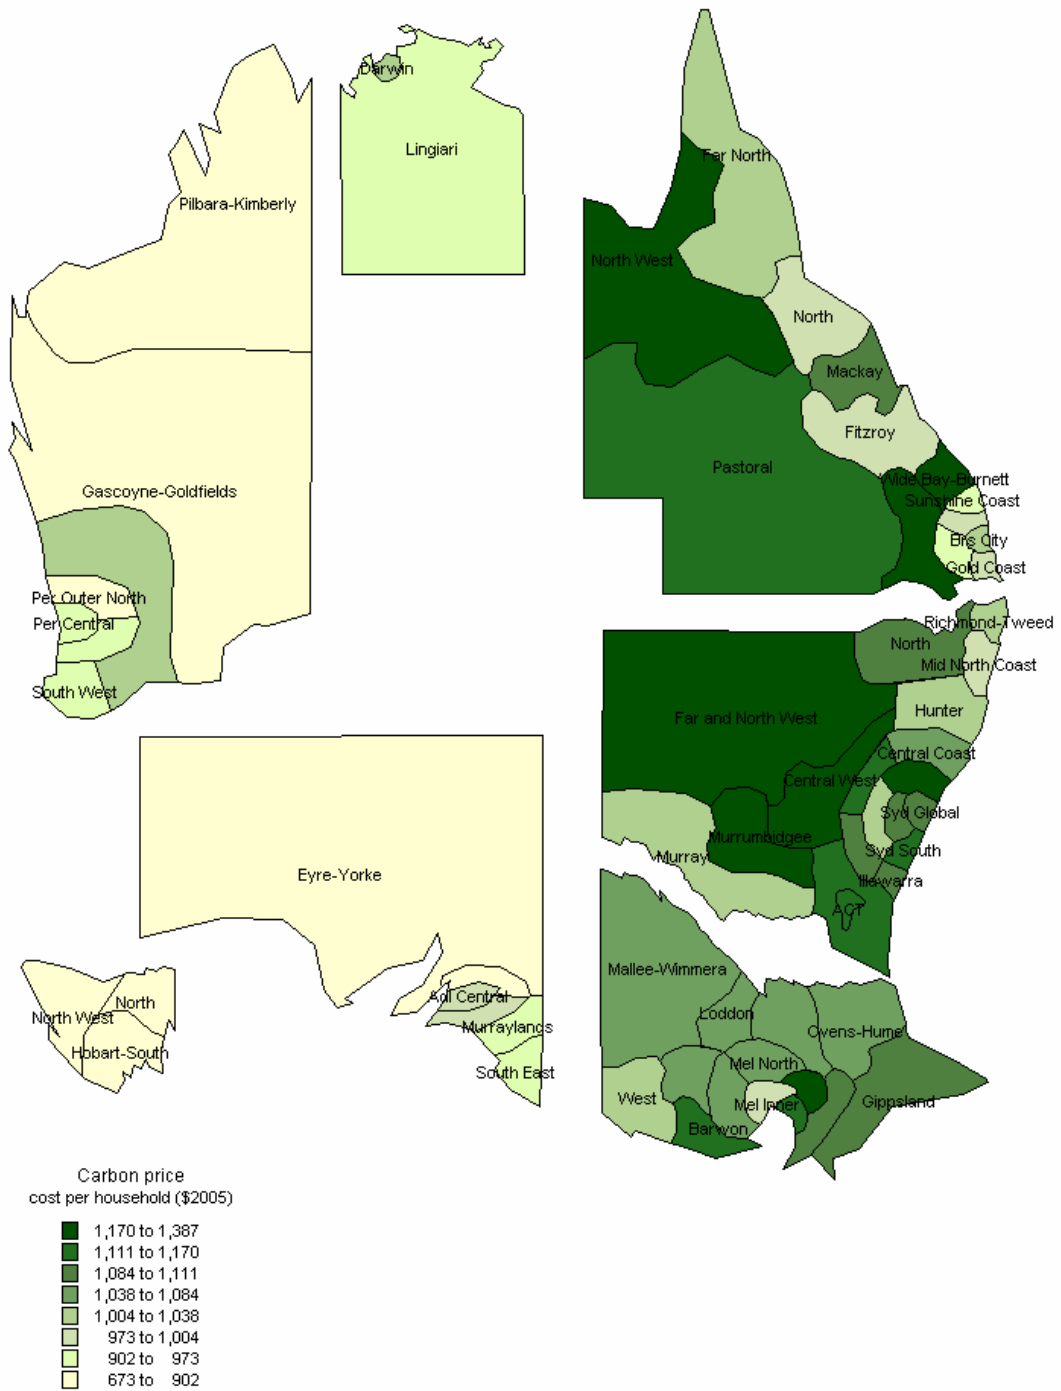 Darwin
Lingiari
Far North
Pilbara-Kimberly
North West
North
Mackay
Fitzroy
Pastoral
Wide Bay-Burnett
Gascoyne-Goldfields
Sunshine Coast
Bris City
Gold Coast
Per Outer North
Per Central
Richmond-Tweed
North
Mid North Coast
South West
Hunter
Far and North West
Central Coast
Central West
Syd Global
Murrumbidgee
Syd South
Murray
Eyre-Yorke
Illawarra
ACT
Mallee-Wimmera
Adl Central
North
Loddon
North West
Murraylands
Ovens-Hume
Hobart-South
Mel North
South East
West
Mel Inner
Gippsland
Barwon
Carbon price
cost per household ($2005)
1,170 to 1,387
1,111 to 1,170
1,084 to 1,111
1,038 to 1,084
1,004 to 1,038
973 to 1,004
902 to 973
673 to 902